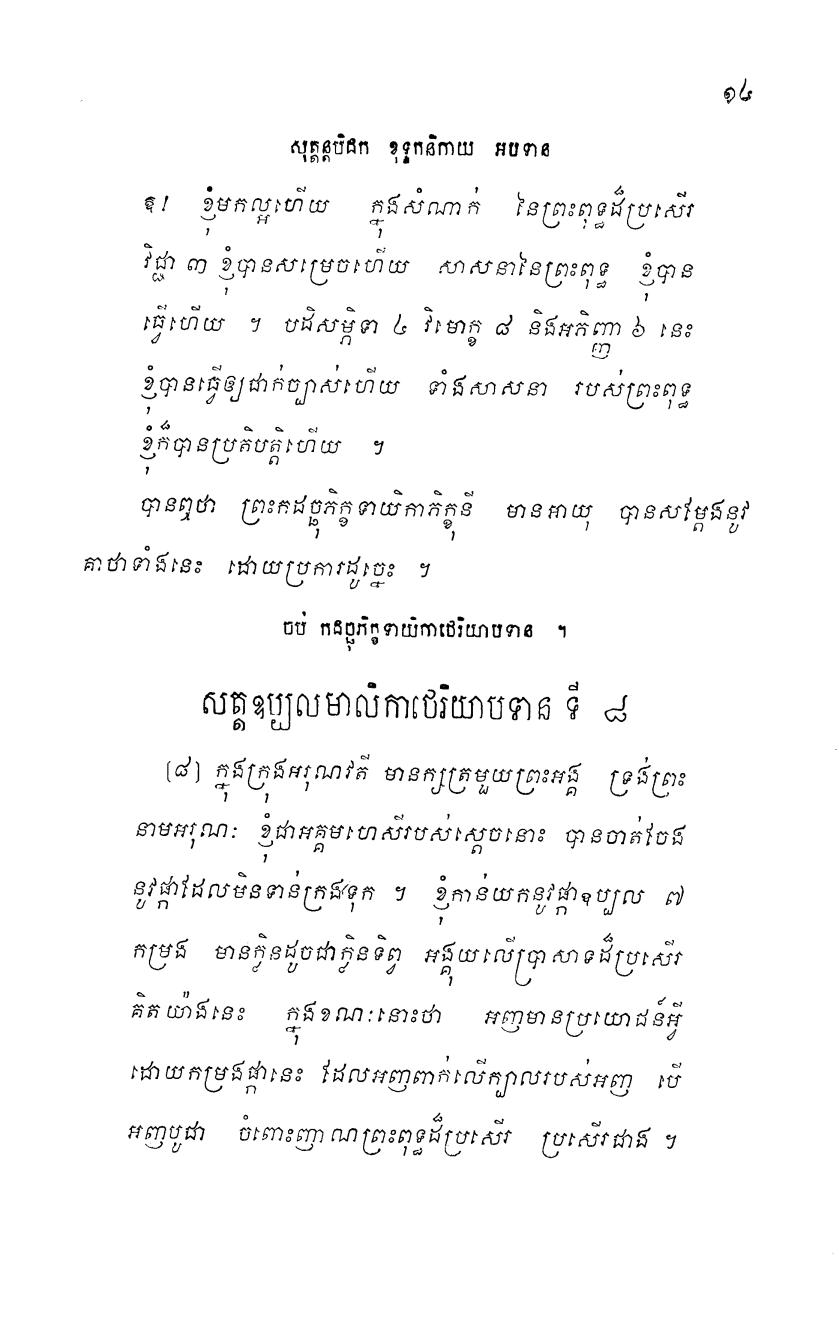 ១៤
សុត្តន្តបិដក ខុទ្ទកនិកាយ អបទាន
ឱ! ខ្ញុំមកល្អហើយ ក្នុងសំណាក់ នៃព្រះពុទ្ធដ៏ប្រសើរ
វិជ្ជា ៣ ខ្ញុំបានសម្រេចហើយ សាសនានៃព្រះពុទ្ធ ខ្ញុំបាន
ធ្វើហើយ ។ បដិសម្ភិទា ៤ វិមោក្ខ ៨ និងអភិញ្ញា ៦ នេះ
ខ្ញុំបានធ្វើឲ្យជាក់ច្បាស់ហើយ ទាំងសាសនា របស់ព្រះពុទ្ធ
ខ្ញុំក៏បានប្រតិបត្តិហើយ ។
បានឮថា ព្រះកដច្ឆុភិក្ខទាយិកាភិក្ខុនី មានអាយុ បានសម្តែងនូវ
គាថាទាំងនេះ ដោយប្រការដូច្នេះ ។
ចប់ កដច្ឆុភិក្ខទាយិកាថេរិយាបទាន ។
សត្តឧប្បលមាលិកាថេរិយាបទាន ទី ៨
[៨] ក្នុងក្រុងអរុណវតី មានក្សត្រមួយព្រះអង្គ ទ្រង់ព្រះ
នាមអរុណៈ ខ្ញុំជាអគ្គមហេសីរបស់ស្តេចនោះ បានចាត់ចែង
នូវផ្កាដែលមិនទាន់ក្រងទុក ។ ខ្ញុំកាន់យកនូវផ្កាឧប្បល ៧
កម្រង មានក្លិនដូចជាក្លិនទិព្វ អង្គុយលើប្រាសាទដ៏ប្រសើរ
គិតយ៉ាងនេះ ក្នុងខណៈនោះថា អញមានប្រយោជន៍អ្វី
ដោយកម្រងផ្កានេះ ដែលអញពាក់លើក្បាលរបស់អញ បើ
អញបូជា ចំពោះញាណព្រះពុទ្ធដ៏ប្រសើរ ប្រសើរជាង ។